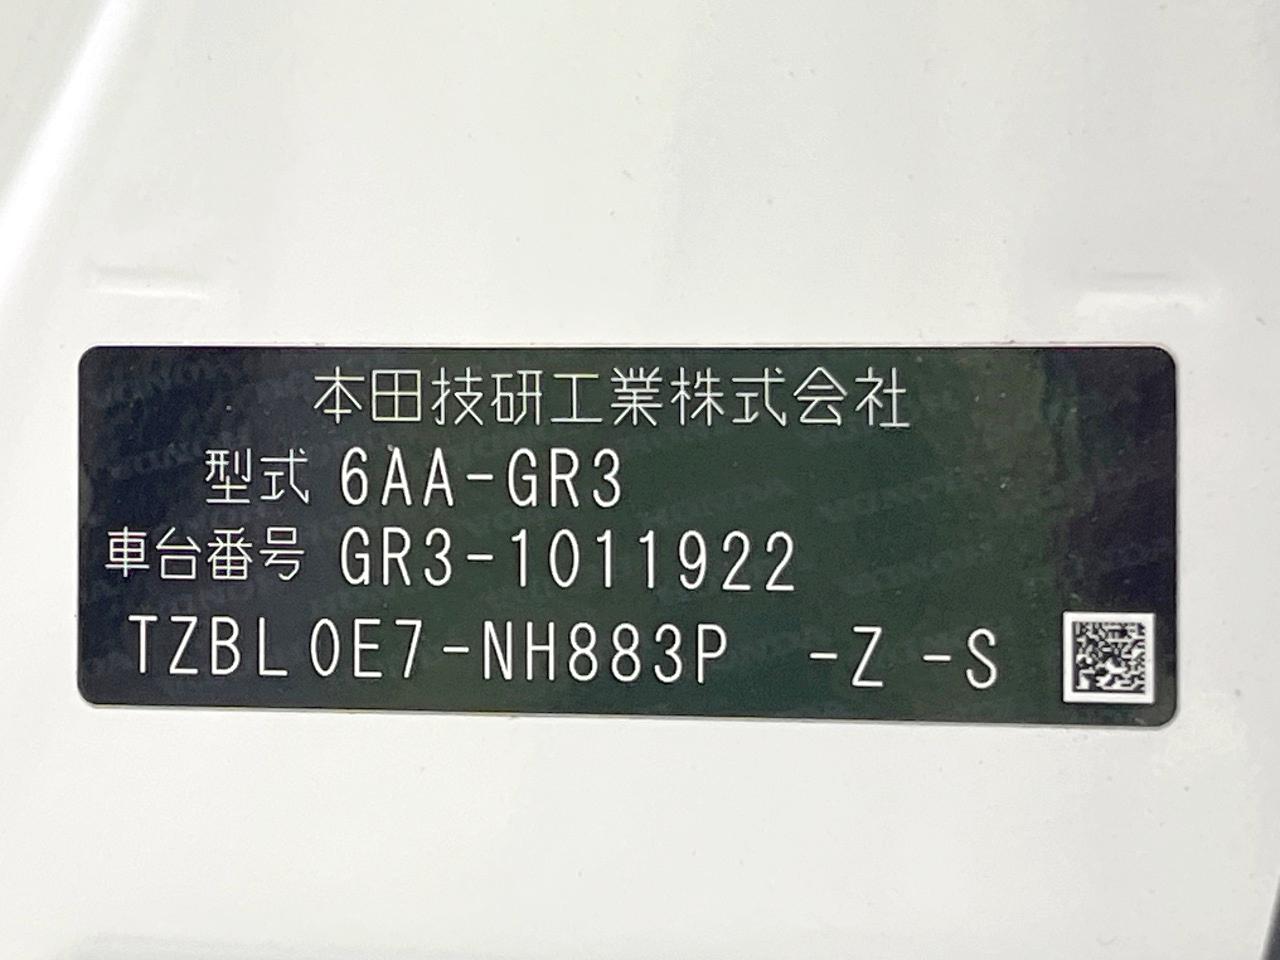 本田技研工業株式会社
型式 6AA-GR3
車台番号 GR3-1011922
TZBL0E7-NH883P -Z -S